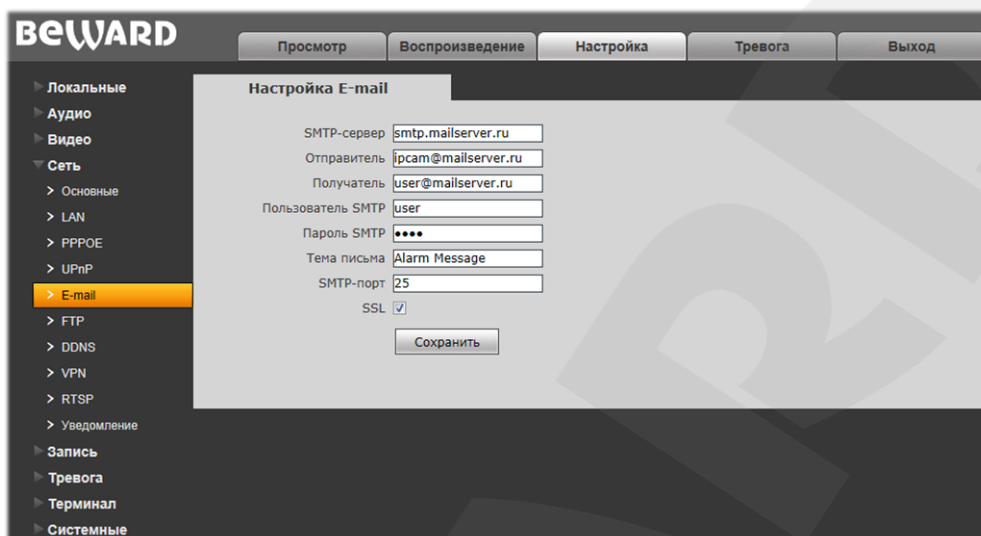 BEWARD
Просмотр Воспроизведение Настройка Тревога Выход
Локальные
Аудио
Видео
Сеть
Основные
LAN
PPPOE
UPnP
E-mail
FTP
DDNS
VPN
RTSP
Уведомление
Запись
Тревога
Терминал
Системные
Настройка E-mail
SMTP-сервер smtp.mailserver.ru
Отправитель ipcam@mailserver.ru
Получатель user@mailserver.ru
Пользователь SMTP user
Пароль SMTP ••••
Тема письма Alarm Message
SMTP-порт 25
SSL
Сохранить